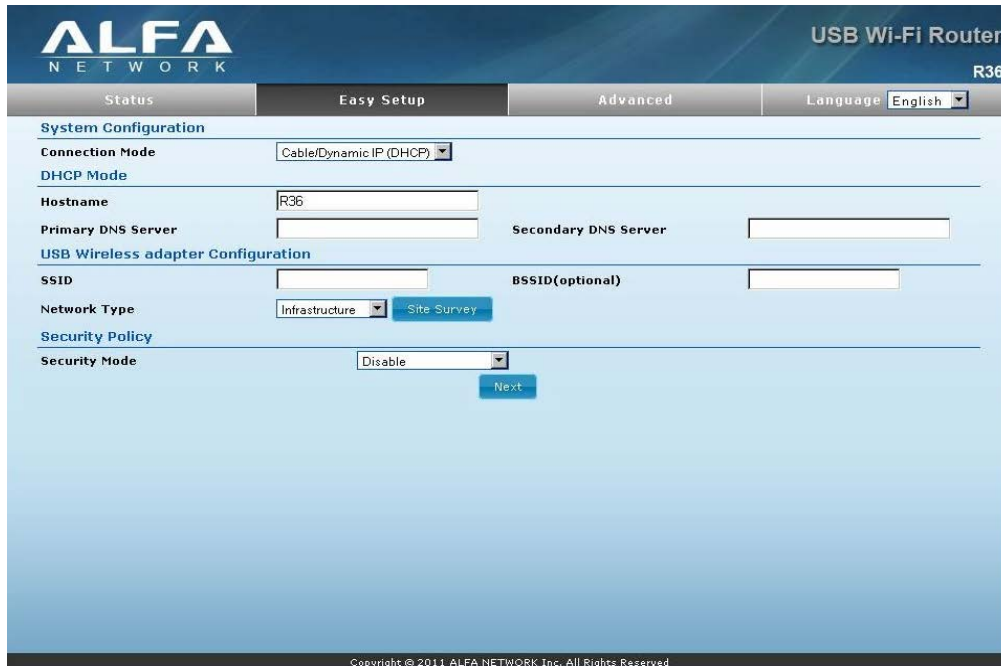 ALFA
NETWORK
USB Wi-Fi Router
R36
Status Easy Setup Advanced Language English
System Configuration
Connection Mode Cable/Dynamic IP (DHCP)
DHCP Mode
Hostname R36
Primary DNS Server Secondary DNS Server
USB Wireless adapter Configuration
SSID BSSID(optional)
Network Type Infrastructure Site Survey
Security Policy
Security Mode Disable
Next
Copyright © 2011 ALFA NETWORK Inc. All Rights Reserved